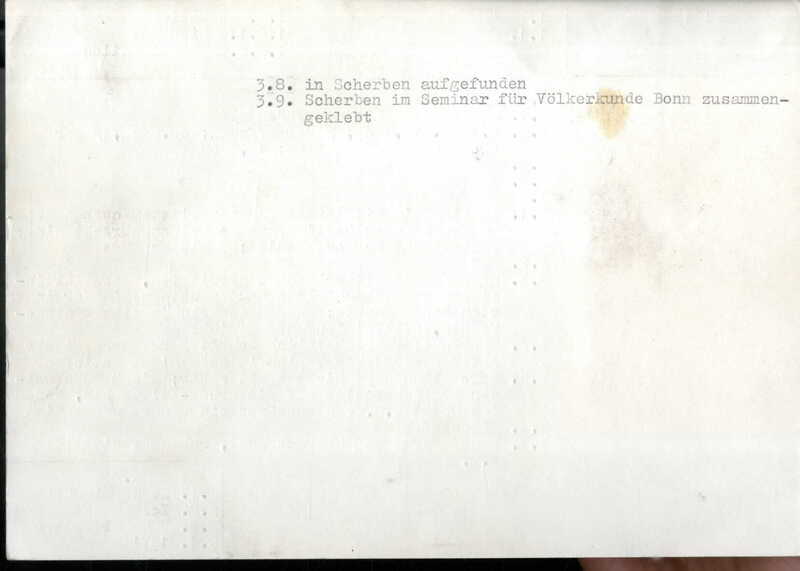 3.8. in Scherben aufgefunden
3.9. Scherben im Seminar für Völkerkunde Bonn zusammen-
geklebt